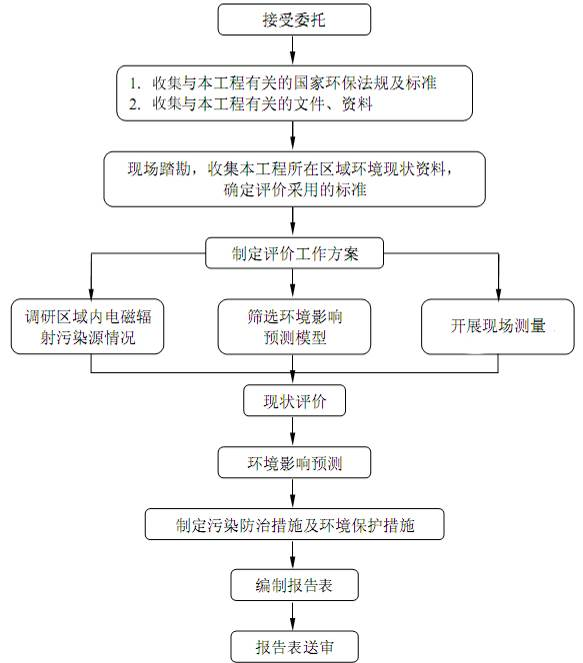 接受委托
1. 收集与本工程有关的国家环保法规及标准
2. 收集与本工程有关的文件、资料
现场踏勘，收集本工程所在区域环境现状资料，
确定评价采用的标准
制定评价工作方案
调研区域内电磁辐
射污染源情况
筛选环境影响
预测模型
开展现场测量
现状评价
环境影响预测
制定污染防治措施及环境保护措施
编制报告表
报告表送审